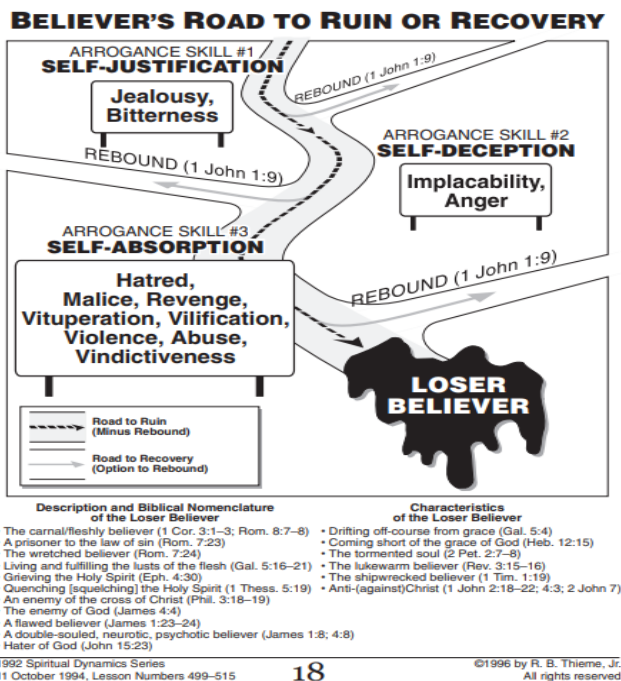 BELIEVER'S ROAD TO RUIN OR RECOVERY
ARROGANCE SKILL #1
SELF-JUSTIFICATION
Jealousy,
Bitterness
REBOUND (1 John 1:9)
ARROGANCE SKILL #2
SELF-DECEPTION
Implacability,
Anger
REBOUND (1 John 1:9)
ARROGANCE SKILL #3
SELF-ABSORPTION
Hatred,
Malice, Revenge,
Vituperation, Vilification,
Violence, Abuse,
Vindictiveness
REBOUND (1 John 1:9)
LOSER
BELIEVER
Road to Ruin
(Minus Rebound)
Road to Recovery
(Option to Rebound)
Description and Biblical Nomenclature
of the Loser Believer
The carnal/fleshly believer (1 Cor. 3:1–3; Rom. 8:7–8)
A prisoner to the law of sin (Rom. 7:23)
The wretched believer (Rom. 7:24)
Living and fulfilling the lusts of the flesh (Gal. 5:16–21)
Grieving the Holy Spirit (Eph. 4:30)
Quenching [squelching] the Holy Spirit (1 Thess. 5:19)
An enemy of the cross of Christ (Phil. 3:18–19)
The enemy of God (James 4:4)
A flawed believer (James 1:23–24)
A double-souled, neurotic, psychotic believer (James 1:8; 4:8)
Hater of God (John 15:23)
Characteristics
of the Loser Believer
• Drifting off-course from grace (Gal. 5:4)
• Coming short of the grace of God (Heb. 12:15)
• The tormented soul (2 Pet. 2:7–8)
• The lukewarm believer (Rev. 3:15–16)
• The shipwrecked believer (1 Tim. 1:19)
• Anti-(against)Christ (1 John 2:18–22; 4:3; 2 John 7)
1992 Spiritual Dynamics Series
11 October 1994, Lesson Numbers 499–515
18
©1996 by R. B. Thieme, Jr.
All rights reserved